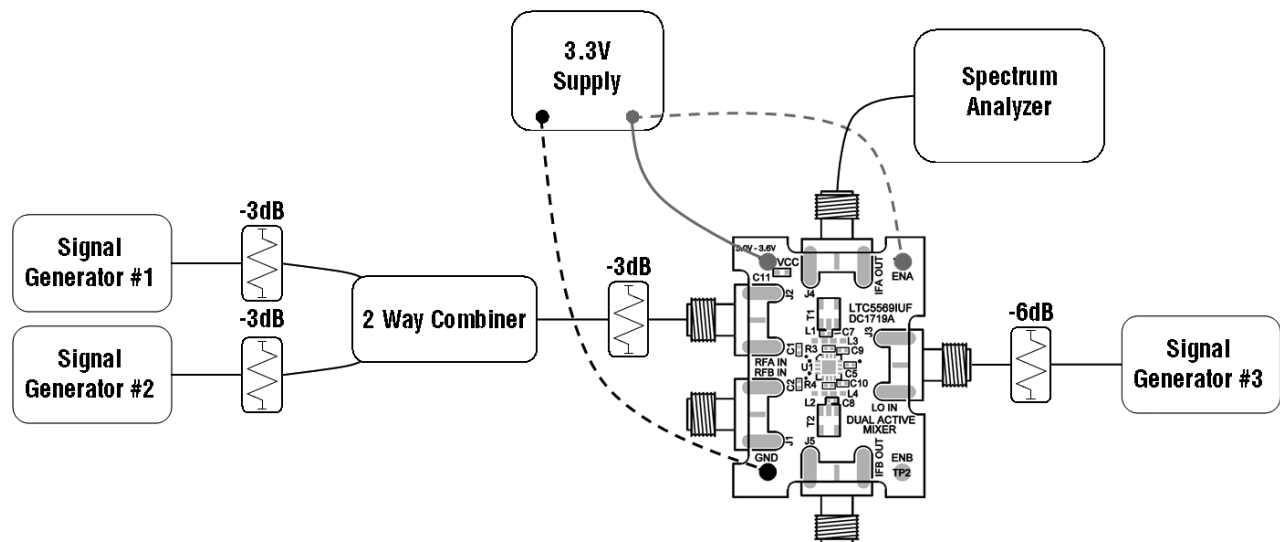 3.3V
Supply
Spectrum
Analyzer
-3dB
Signal
Generator #1
-3dB
Signal
Generator #2
2 Way Combiner
-3dB
3.0V - 3.6V
VCC
C11
J2
J4
IFA OUT
ENA
LTC5569IUF
DC1719A
T1
L1
C7
L3
J3
C1
R3
C9
RFA IN
RFB IN
U1
C5
C2
R4
C10
L4
L2
C8
LO IN
T2
DUAL ACTIVE
MIXER
J1
J5
IFB OUT
GND
ENB
TP2
-6dB
Signal
Generator #3